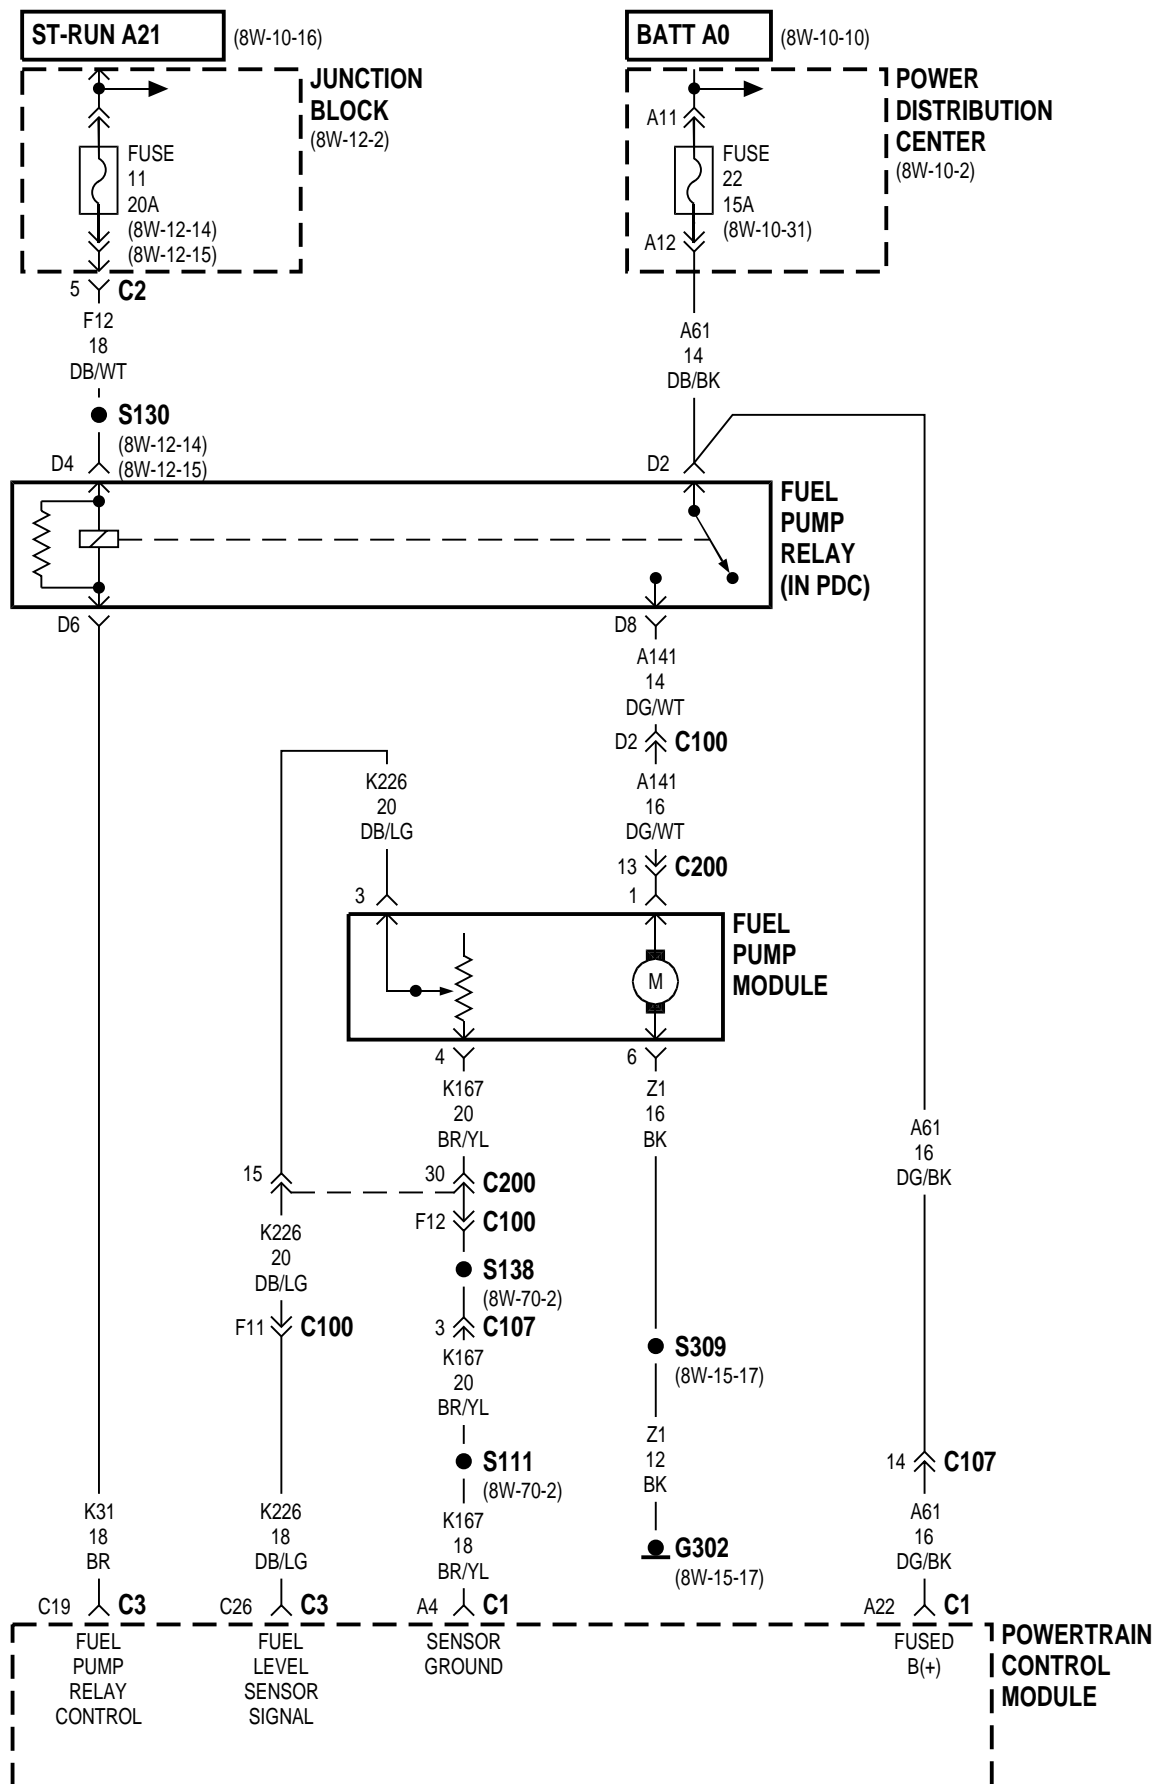 ST-RUN A21 (8W-10-16)
BATT A0 (8W-10-10)
JUNCTION
BLOCK
(8W-12-2)
FUSE
11
20A
(8W-12-14)
(8W-12-15)
5 C2
F12
18
DB/WT
S130
(8W-12-14)
(8W-12-15)
D4
POWER
DISTRIBUTION
CENTER
(8W-10-2)
A11
FUSE
22
15A
(8W-10-31)
A12
A61
14
DB/BK
D2
FUEL
PUMP
RELAY
(IN PDC)
D6
D8
A141
14
DG/WT
D2 C100
A141
16
DG/WT
13 C200
1
K226
20
DB/LG
3
FUEL
PUMP
MODULE
M
4
K167
20
BR/YL
6
Z1
16
BK
A61
16
DG/BK
15
30 C200
F12 C100
K226
20
DB/LG
F11 C100
S138
(8W-70-2)
3 C107
K167
20
BR/YL
S111
(8W-70-2)
S309
(8W-15-17)
Z1
12
BK
G302
(8W-15-17)
14 C107
K31
18
BR
K226
18
DB/LG
K167
18
BR/YL
A61
16
DG/BK
C19 C3
C26 C3
A4 C1
A22 C1
FUEL
PUMP
RELAY
CONTROL
FUEL
LEVEL
SENSOR
SIGNAL
SENSOR
GROUND
FUSED
B(+)
POWERTRAIN
CONTROL
MODULE